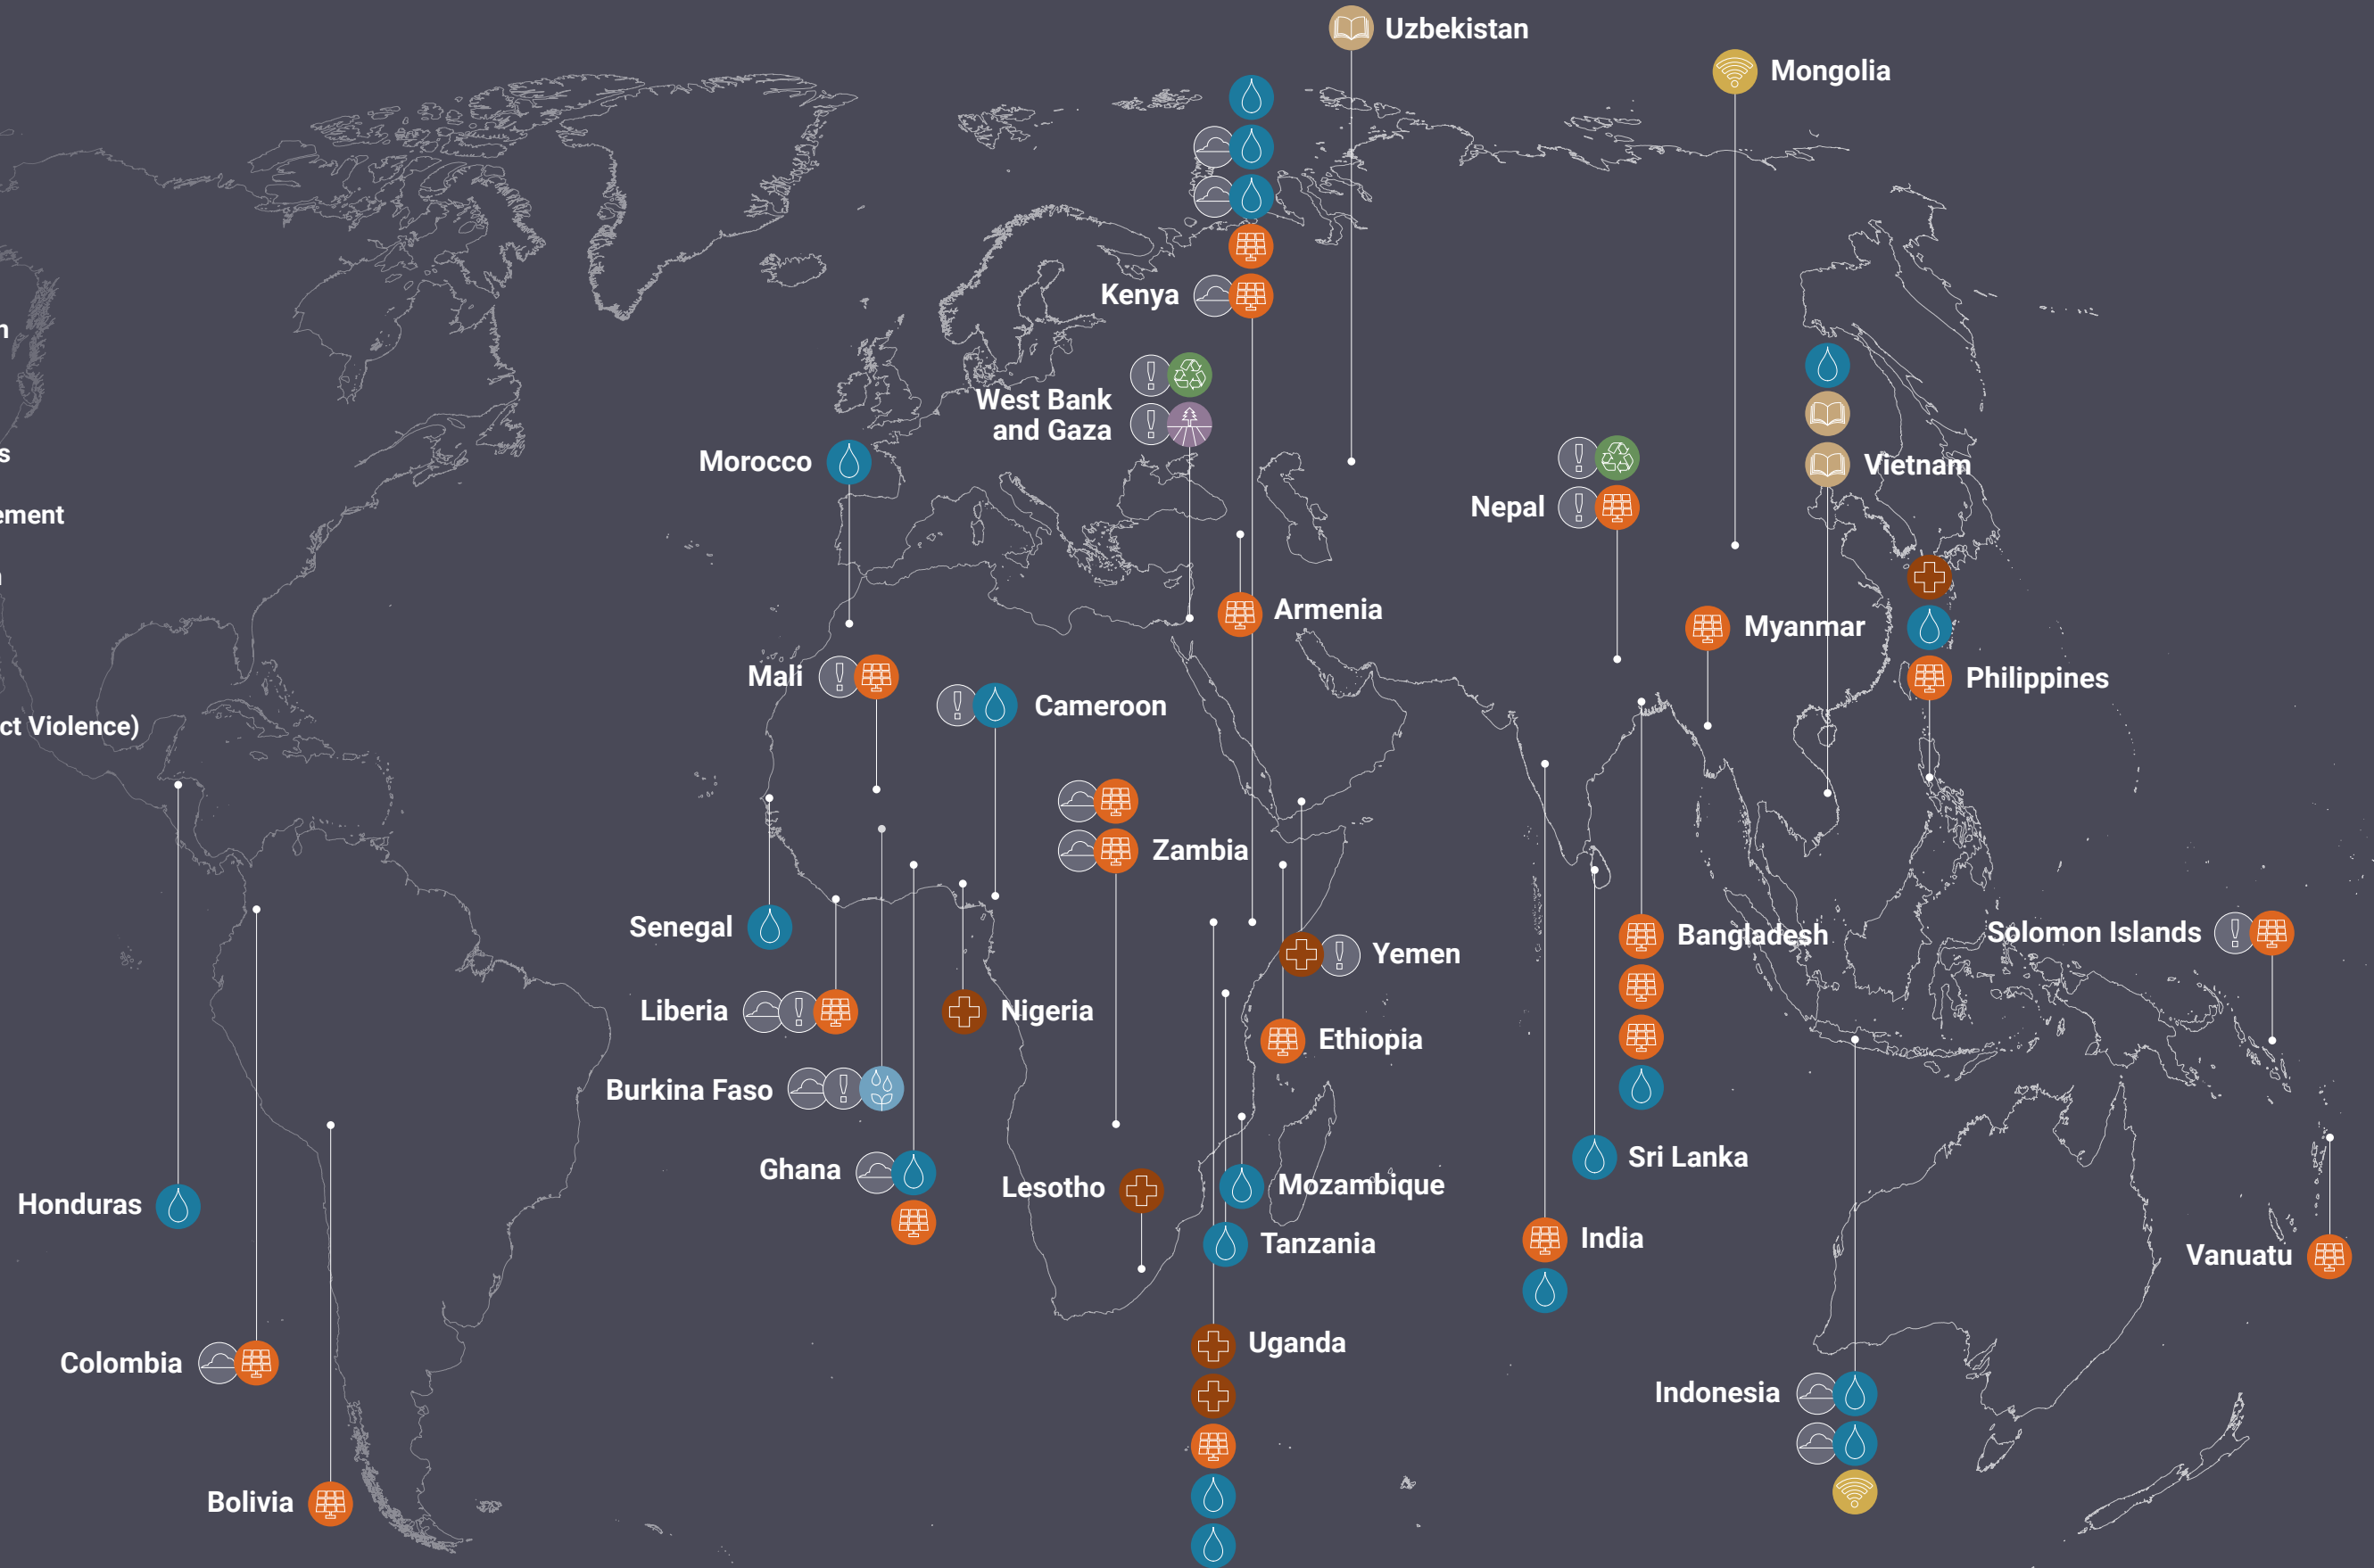 Uzbekistan
Mongolia
Kenya
West Bank
and Gaza
Morocco
Vietnam
Nepal
ement
Armenia
Myanmar
Mali
Philippines
Cameroon
ct Violence)
Zambia
Senegal
Bangladesh
Solomon Islands
Yemen
Liberia
Nigeria
Ethiopia
Burkina Faso
Sri Lanka
Ghana
Lesotho
Mozambique
Honduras
India
Tanzania
Vanuatu
Uganda
Colombia
Indonesia
Bolivia